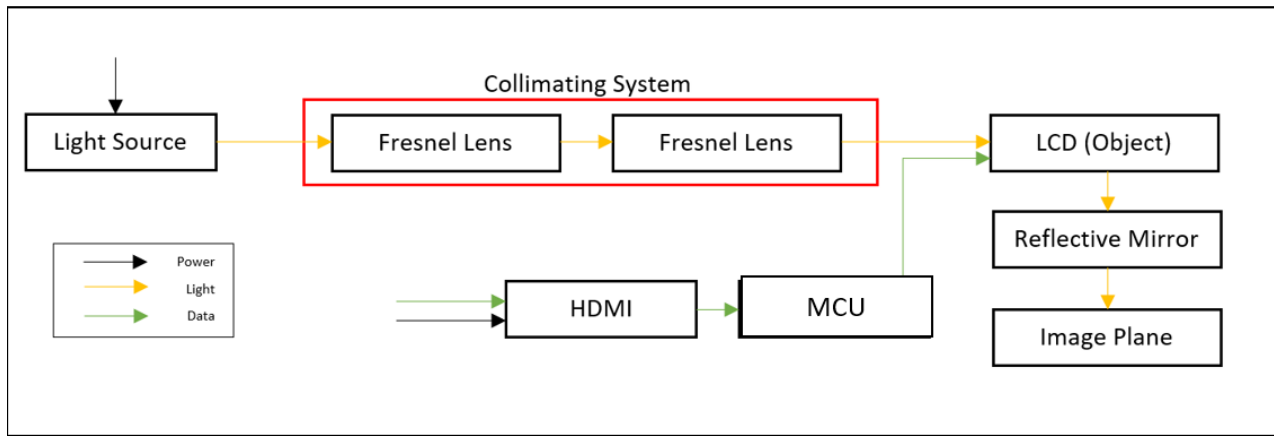 Collimating System
Light Source
Fresnel Lens
Fresnel Lens
LCD (Object)
Reflective Mirror
Power
Light
Data
HDMI
MCU
Image Plane